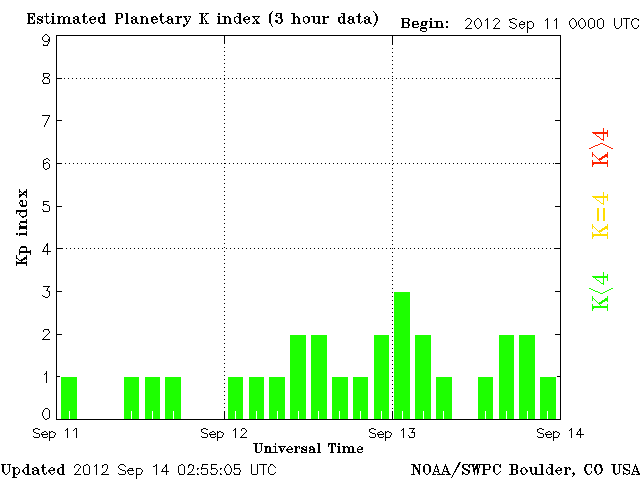 Estimated Planetary K index (3 hour data) Begin: 2012 Sep 11 0000 UTC
9
8
7
6
5
4
3
2
1
0
Kp index
K>4
K=4
K<4
Sep 11 Sep 12 Sep 13 Sep 14
Universal Time
Updated 2012 Sep 14 02:55:05 UTC NOAA/SWPC Boulder, CO USA